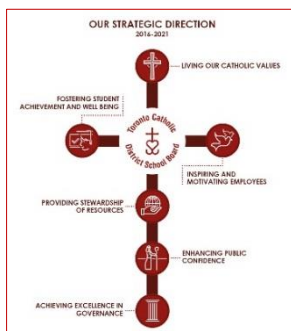 OUR STRATEGIC DIRECTION
2016-2021
LIVING OUR CATHOLIC VALUES
FOSTERING STUDENT
ACHIEVEMENT AND WELL BEING
Toronto Catholic
District School Board
INSPIRING AND
MOTIVATING EMPLOYEES
PROVIDING STEWARDSHIP
OF RESOURCES
ENHANCING PUBLIC
CONFIDENCE
ACHIEVING EXCELLENCE IN
GOVERNANCE